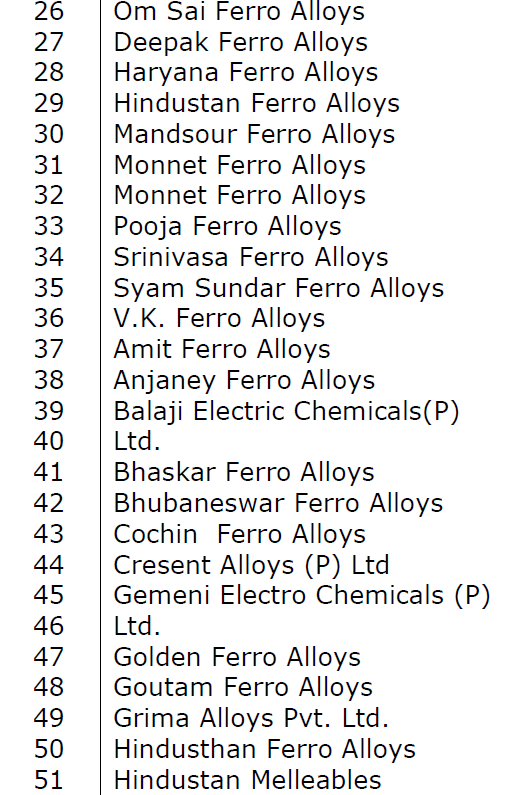 26 Om Sai Ferro Alloys
27 Deepak Ferro Alloys
28 Haryana Ferro Alloys
29 Hindustan Ferro Alloys
30 Mandsour Ferro Alloys
31 Monnet Ferro Alloys
32 Monnet Ferro Alloys
33 Pooja Ferro Alloys
34 Srinivasa Ferro Alloys
35 Syam Sundar Ferro Alloys
36 V.K. Ferro Alloys
37 Amit Ferro Alloys
38 Anjaney Ferro Alloys
39 Balaji Electric Chemicals(P)
40 Ltd.
41 Bhaskar Ferro Alloys
42 Bhubaneswar Ferro Alloys
43 Cochin  Ferro Alloys
44 Cresent Alloys (P) Ltd
45 Gemeni Electro Chemicals (P)
46 Ltd.
47 Golden Ferro Alloys
48 Goutam Ferro Alloys
49 Grima Alloys Pvt. Ltd.
50 Hindusthan Ferro Alloys
51 Hindustan Melleables